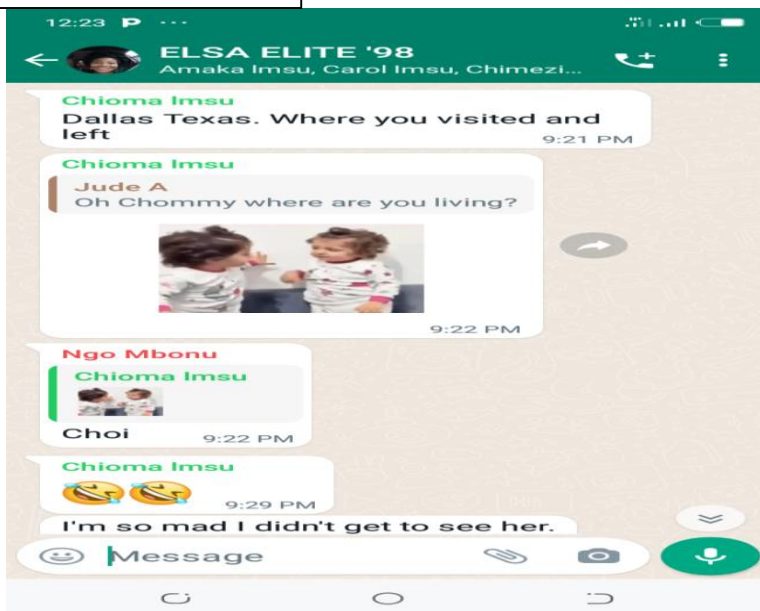 12:23 P ...
ELSA ELITE '98
Amaka Imsu, Carol Imsu, Chimezi...
Chioma Imsu
Dallas Texas. Where you visited and
left
9:21 PM
Chioma Imsu
Jude A
Oh Chommy where are you living?
9:22 PM
Ngo Mbonu
Chioma Imsu
Choi
9:22 PM
Chioma Imsu
🤣🤣
9:29 PM
I'm so mad I didn't get to see her.
Message